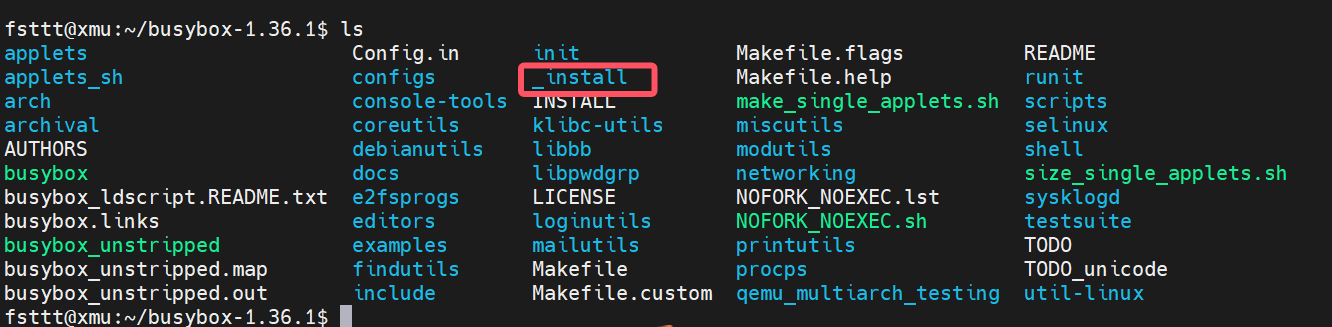 fsttt@xmu:~/busybox-1.36.1$ ls
applets Config.in init Makefile.flags README
applets_sh configs _install Makefile.help runit
arch console-tools INSTALL make_single_applets.sh scripts
archival coreutils klibc-utils miscutils selinux
AUTHORS debianutils libbb modutils shell
busybox docs libpwdgrp networking size_single_applets.sh
busybox_ldscript.README.txt e2fsprogs LICENSE NOFORK_NOEXEC.lst sysklogd
busybox.links editors loginutils NOFORK_NOEXEC.sh testsuite
busybox_unstripped examples mailutils printutils TODO
busybox_unstripped.map findutils Makefile procps TODO_unicode
busybox_unstripped.out include Makefile.custom qemu_multiarch_testing util-linux
fsttt@xmu:~/busybox-1.36.1$